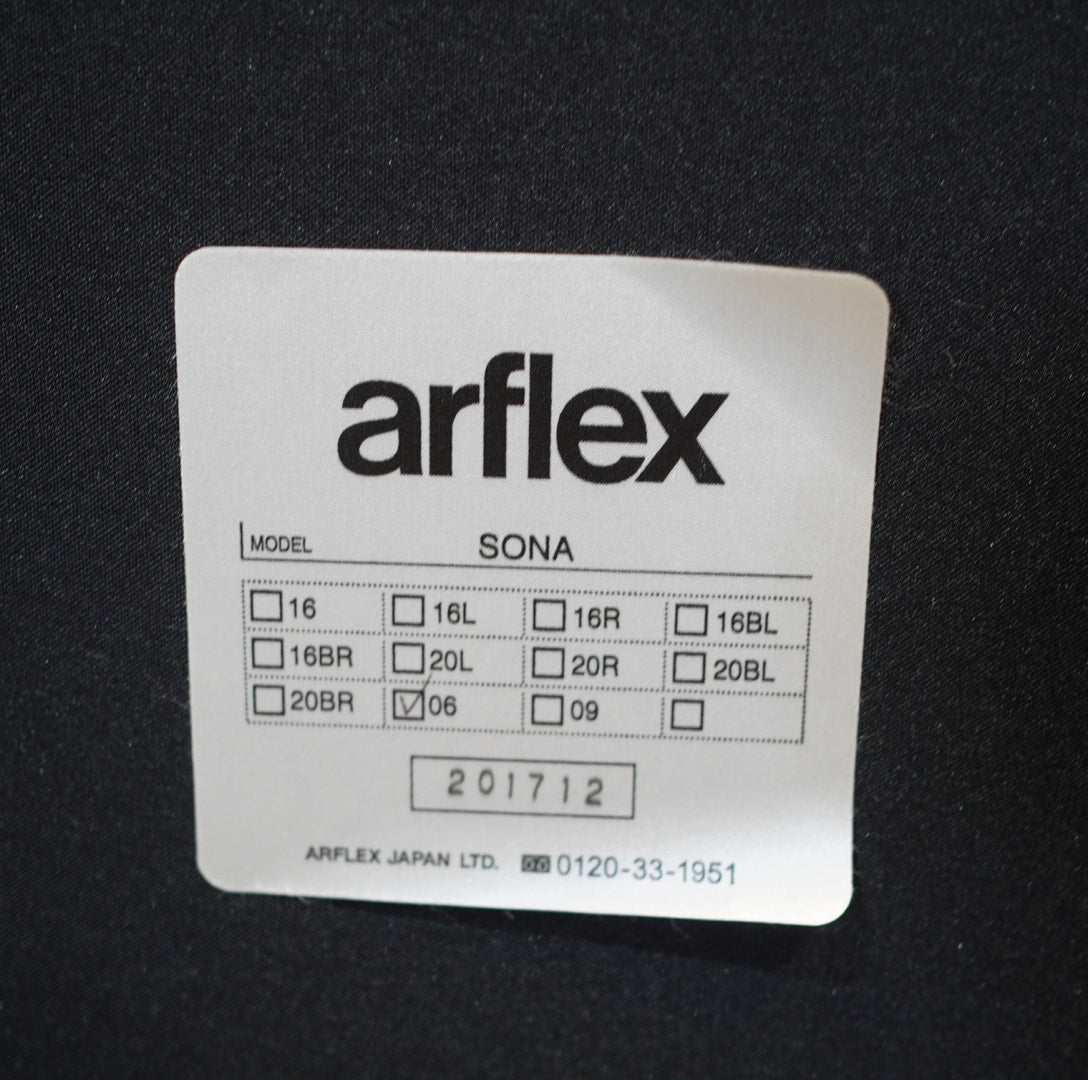 arflex
MODEL SONA
☐16 ☐16L ☐16R ☐16BL
☐16BR ☐20L ☐20R ☐20BL
☐20BR ☑06 ☐09 ☐
201712
ARFLEX JAPAN LTD. 0120-33-1951